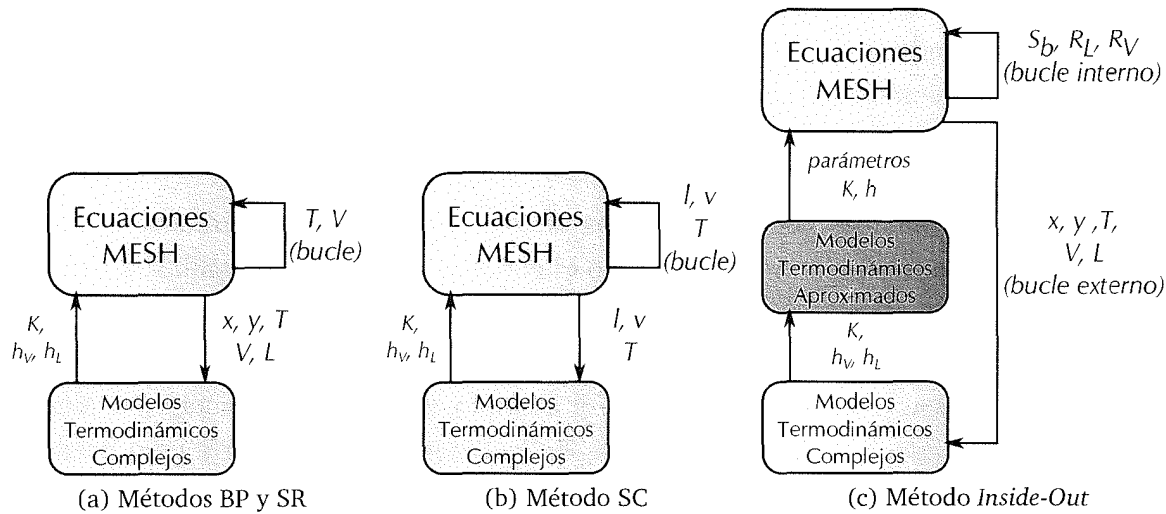 Ecuaciones
MESH
T, V
(bucle)
K,
h_V, h_L
x, y, T
V, L
Modelos
Termodinámicos
Complejos
(a) Métodos BP y SR
Ecuaciones
MESH
l, v
T
(bucle)
K,
h_V, h_L
l, v
T
Modelos
Termodinámicos
Complejos
(b) Método SC
Ecuaciones
MESH
S_b, R_L, R_V
(bucle interno)
parámetros
K, h
Modelos
Termodinámicos
Aproximados
x, y ,T,
V, L
(bucle externo)
K,
h_V, h_L
Modelos
Termodinámicos
Complejos
(c) Método Inside-Out